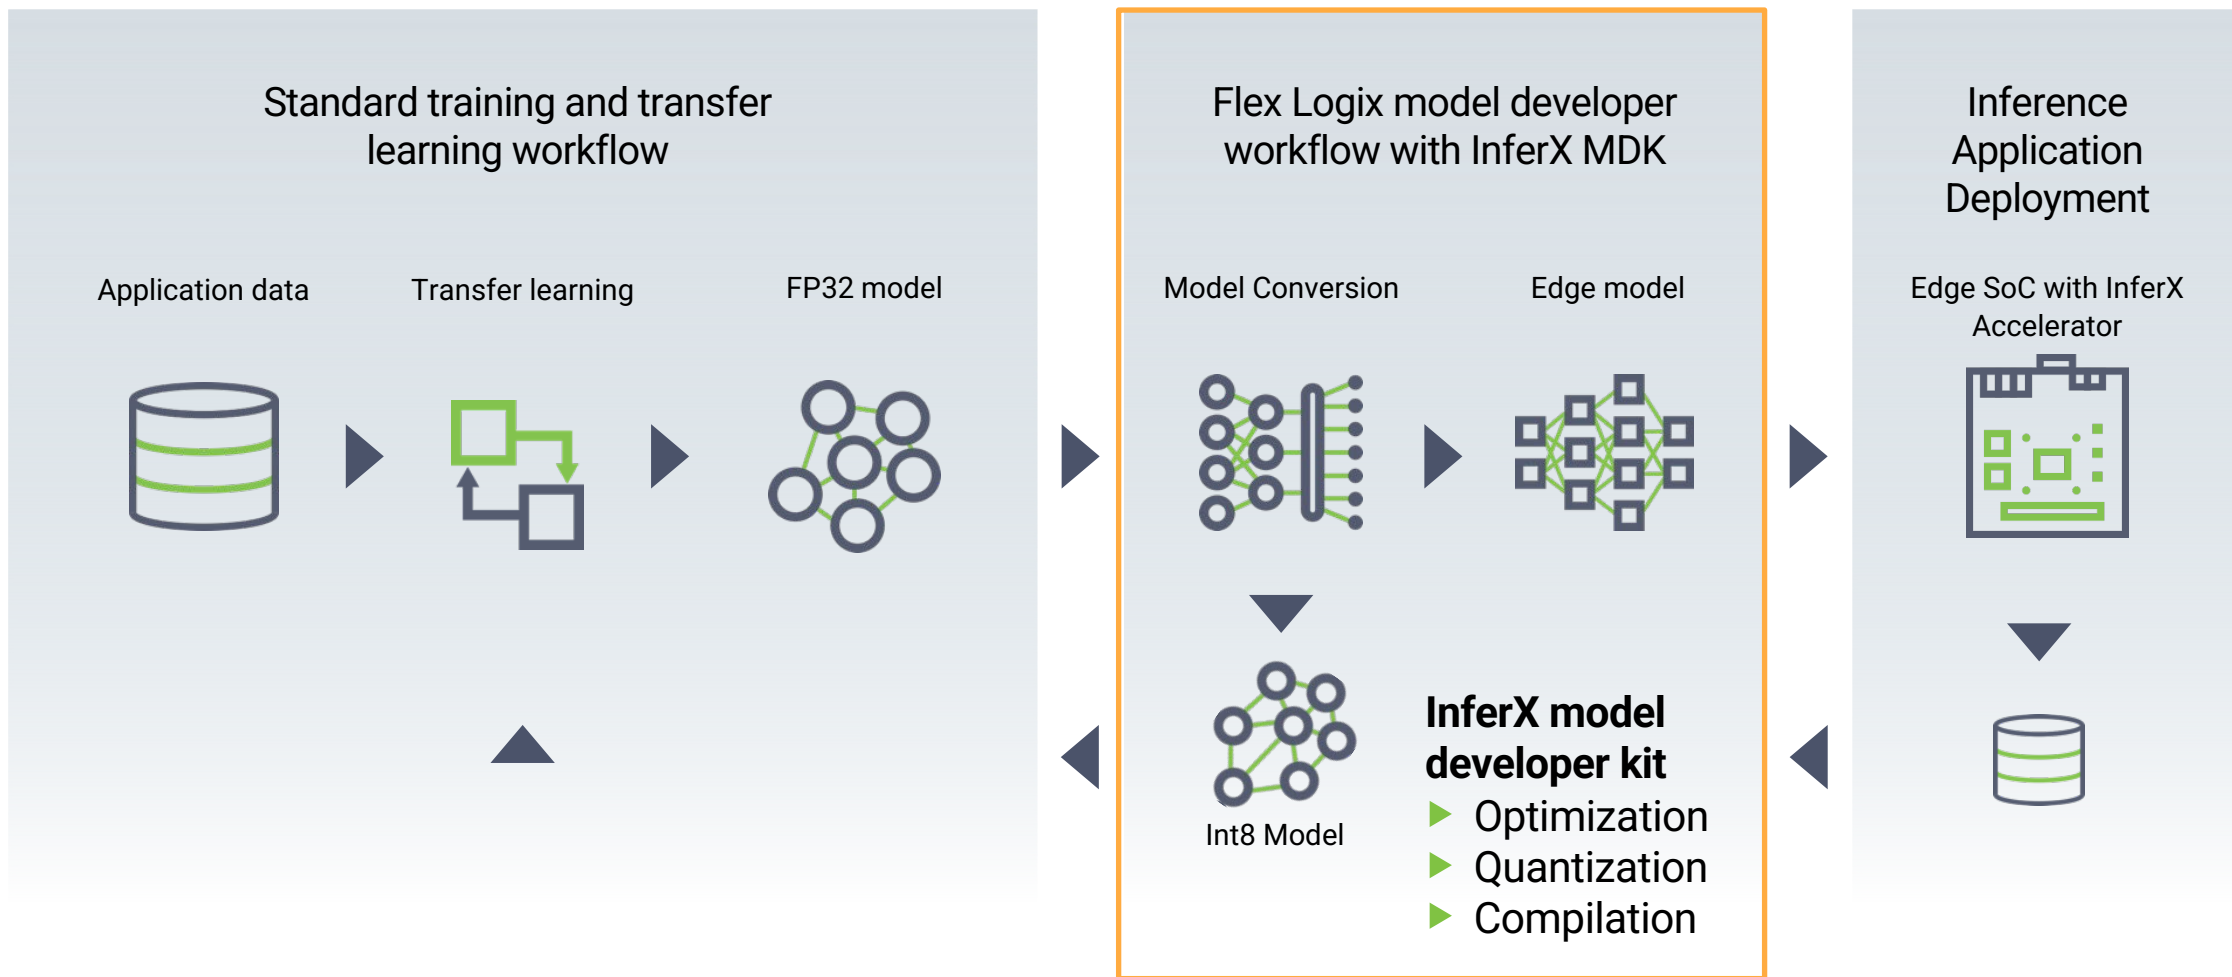 Standard training and transfer
learning workflow
Application data
Transfer learning
FP32 model
Flex Logix model developer
workflow with InferX MDK
Model Conversion
Edge model
Int8 Model
InferX model
developer kit
Optimization
Quantization
Compilation
Inference
Application
Deployment
Edge SoC with InferX
Accelerator